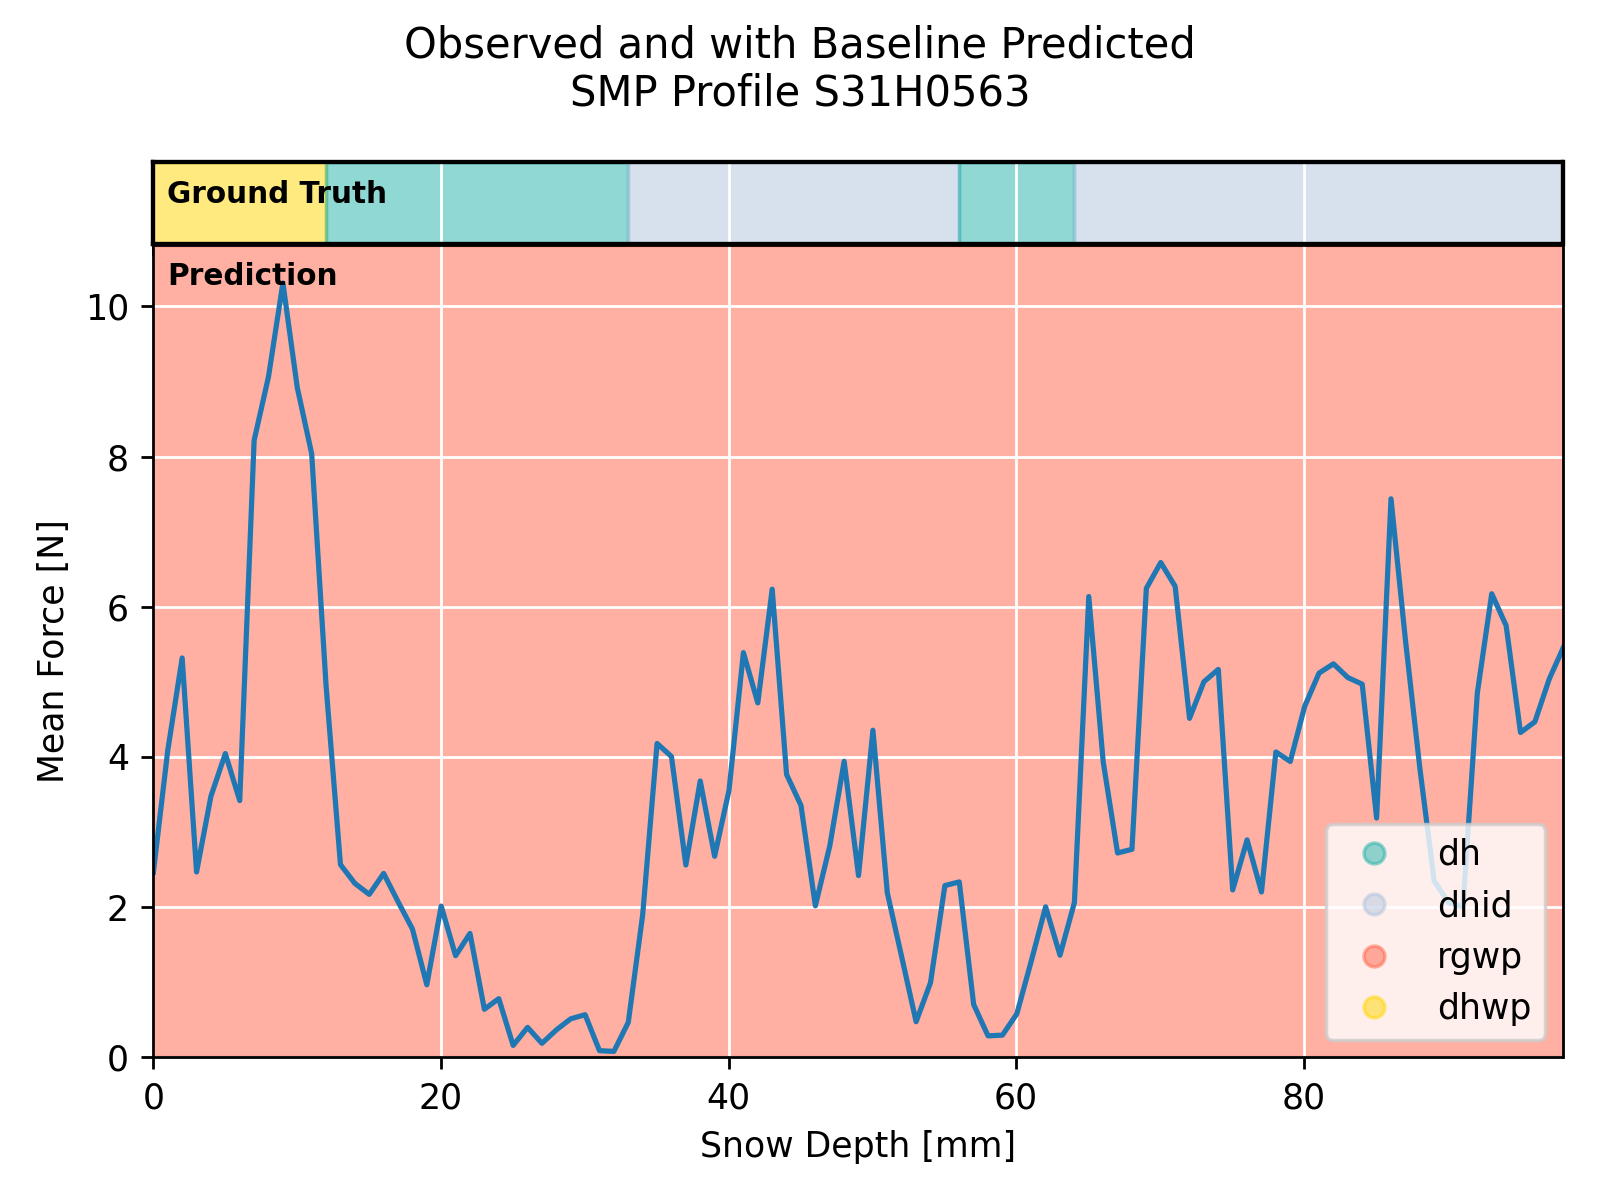 Observed and with Baseline Predicted
SMP Profile S31H0563
Ground Truth
Prediction
10
8
6
4
2
0
Mean Force [N]
dh
dhid
rgwp
dhwp
0 20 40 60 80
Snow Depth [mm]